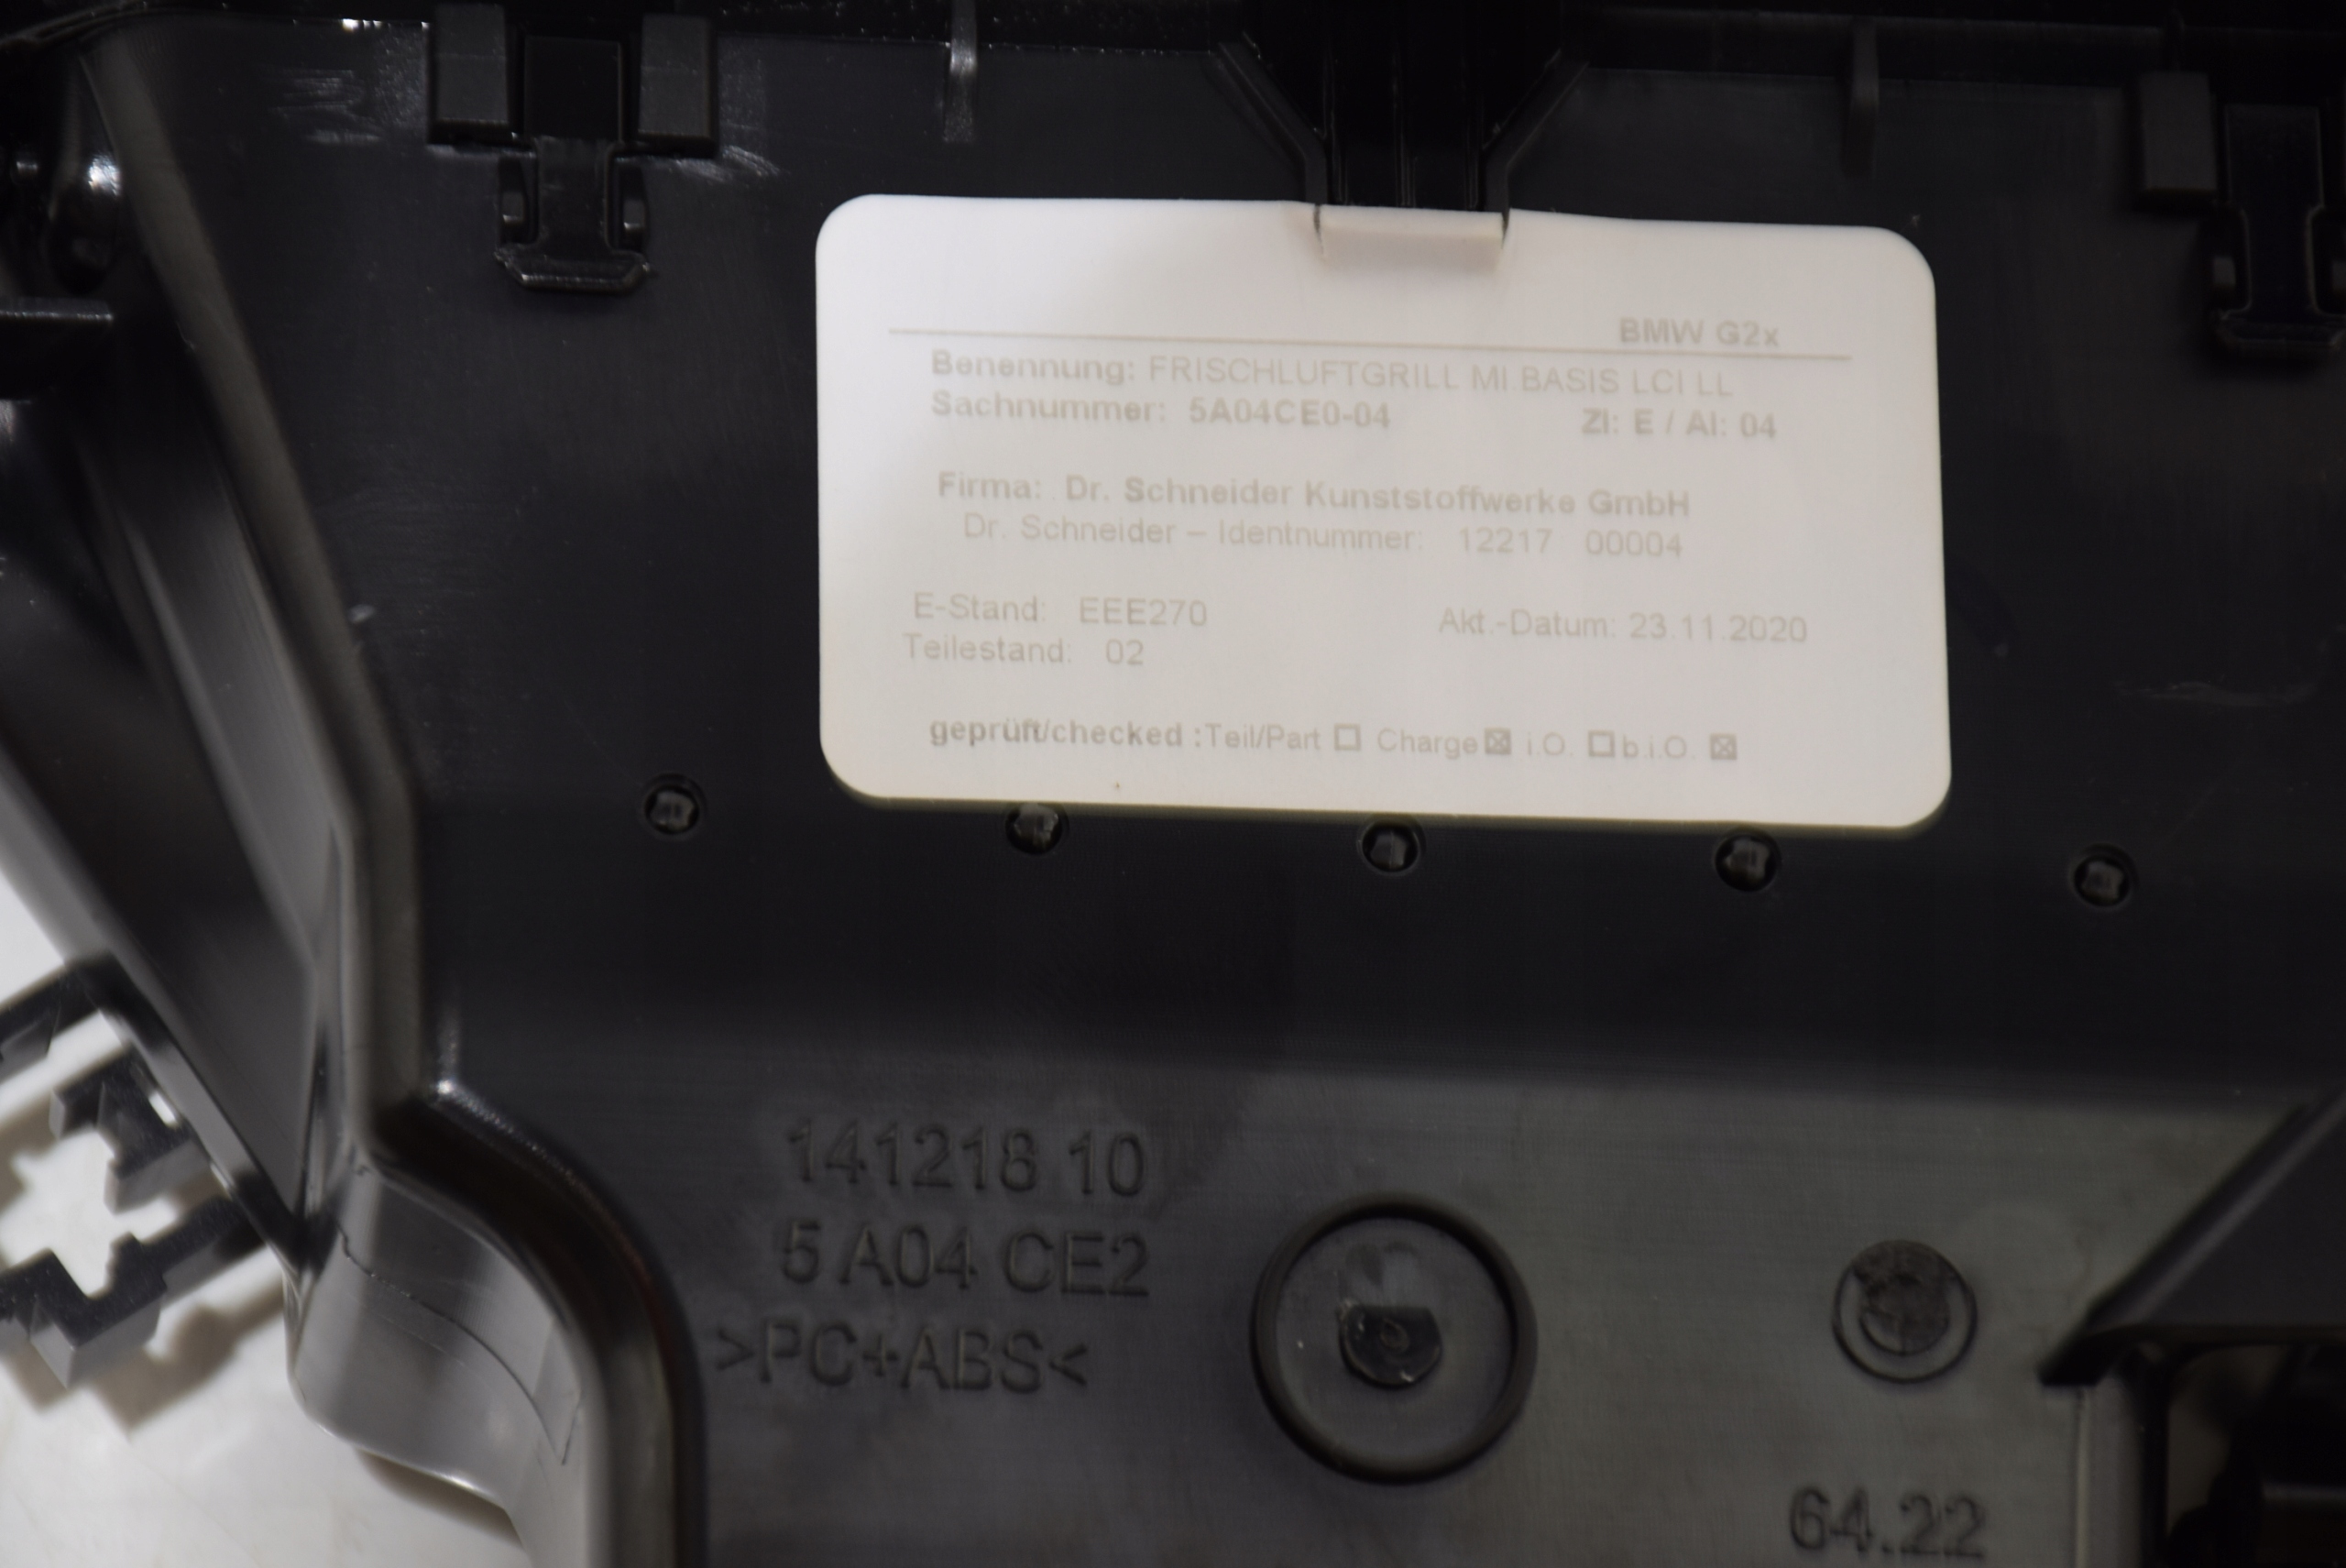 BMW G2x
Benennung: FRISCHLUFTGRILL MI.BASIS LCI LL
Sachnummer: 5A04CE0-04 ZI: E / AI: 04
Firma: Dr. Schneider Kunststoffwerke GmbH
Dr. Schneider – Identnummer: 12217 00004
E-Stand: EEE270 Akt.-Datum: 23.11.2020
Teilestand: 02
geprüft/checked :Teil/Part ☐ Charge ☒ i.O. ☐ b.i.O. ☒
141218 10
5 A04 CE2
>PC+ABS<
64.22